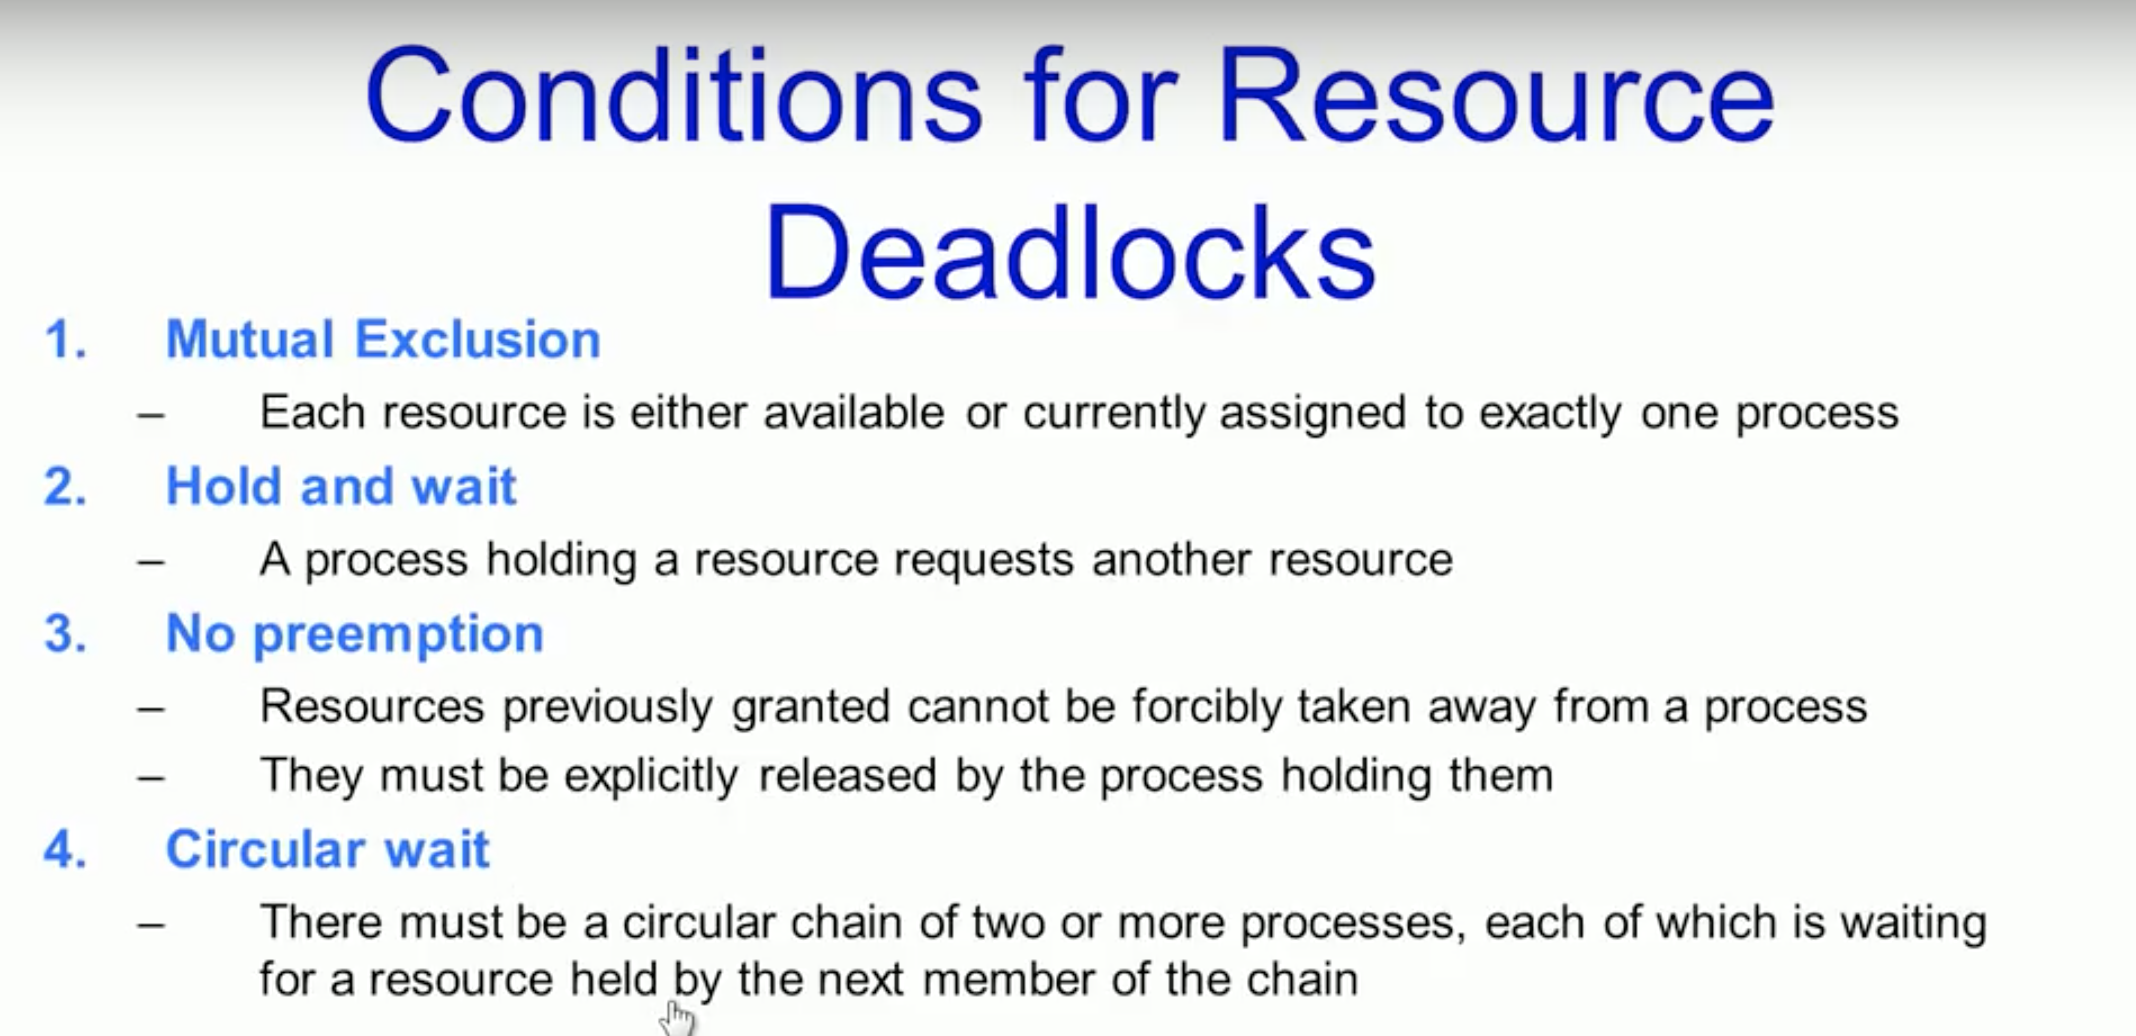 Conditions for Resource
Deadlocks
1. Mutual Exclusion
– Each resource is either available or currently assigned to exactly one process
2. Hold and wait
– A process holding a resource requests another resource
3. No preemption
– Resources previously granted cannot be forcibly taken away from a process
– They must be explicitly released by the process holding them
4. Circular wait
– There must be a circular chain of two or more processes, each of which is waiting
for a resource held by the next member of the chain